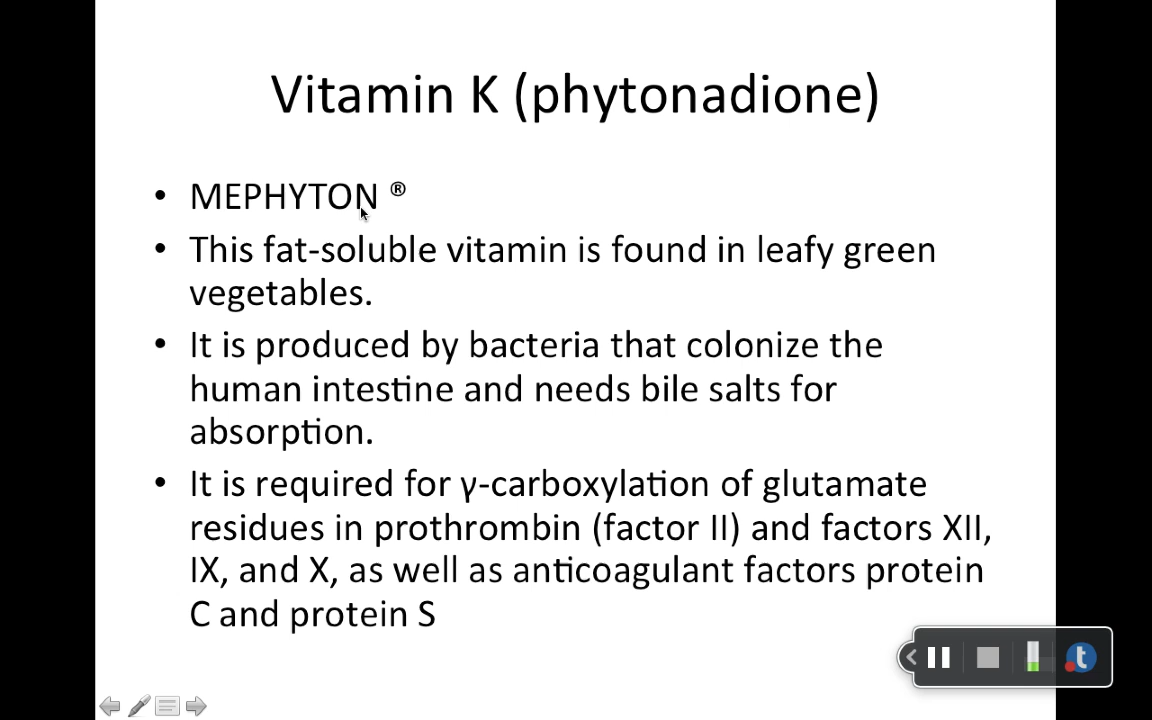 Vitamin K (phytonadione)
• MEPHYTON ®
• This fat-soluble vitamin is found in leafy green
vegetables.
• It is produced by bacteria that colonize the
human intestine and needs bile salts for
absorption.
• It is required for γ-carboxylation of glutamate
residues in prothrombin (factor II) and factors XII,
IX, and X, as well as anticoagulant factors protein
C and protein S
t